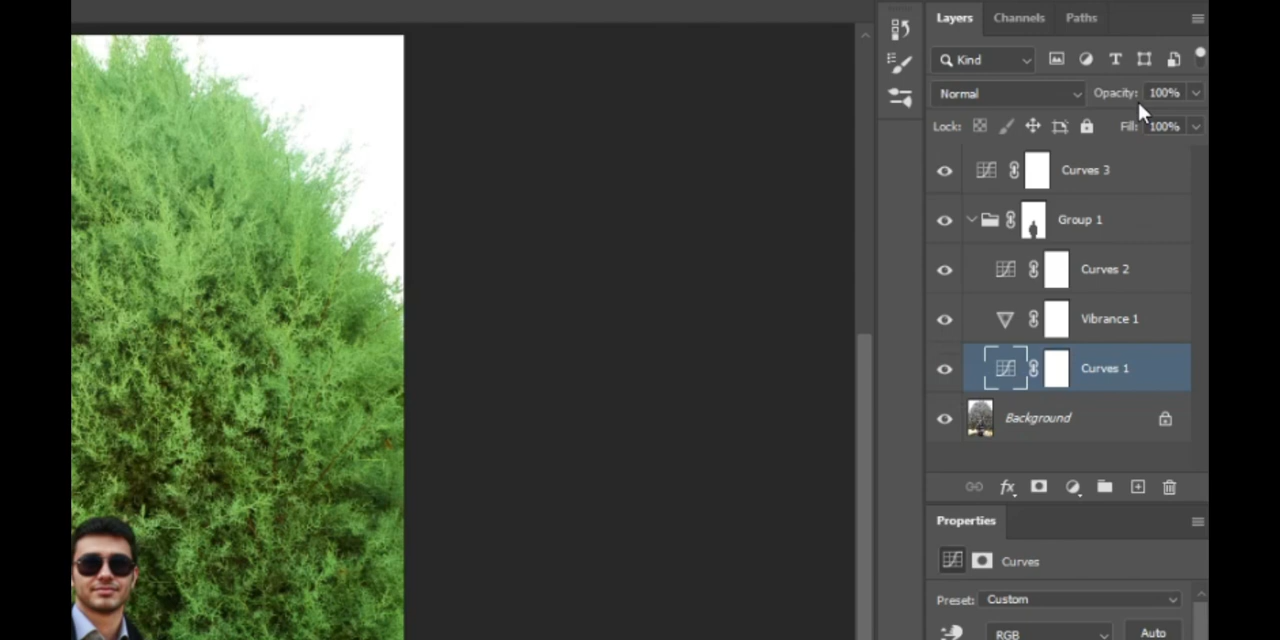 Layers Channels Paths
Kind
Normal Opacity: 100%
Lock: Fill: 100%
Curves 3
Group 1
Curves 2
Vibrance 1
Curves 1
Background
fx
Properties
Curves
Preset: Custom
RGB Auto